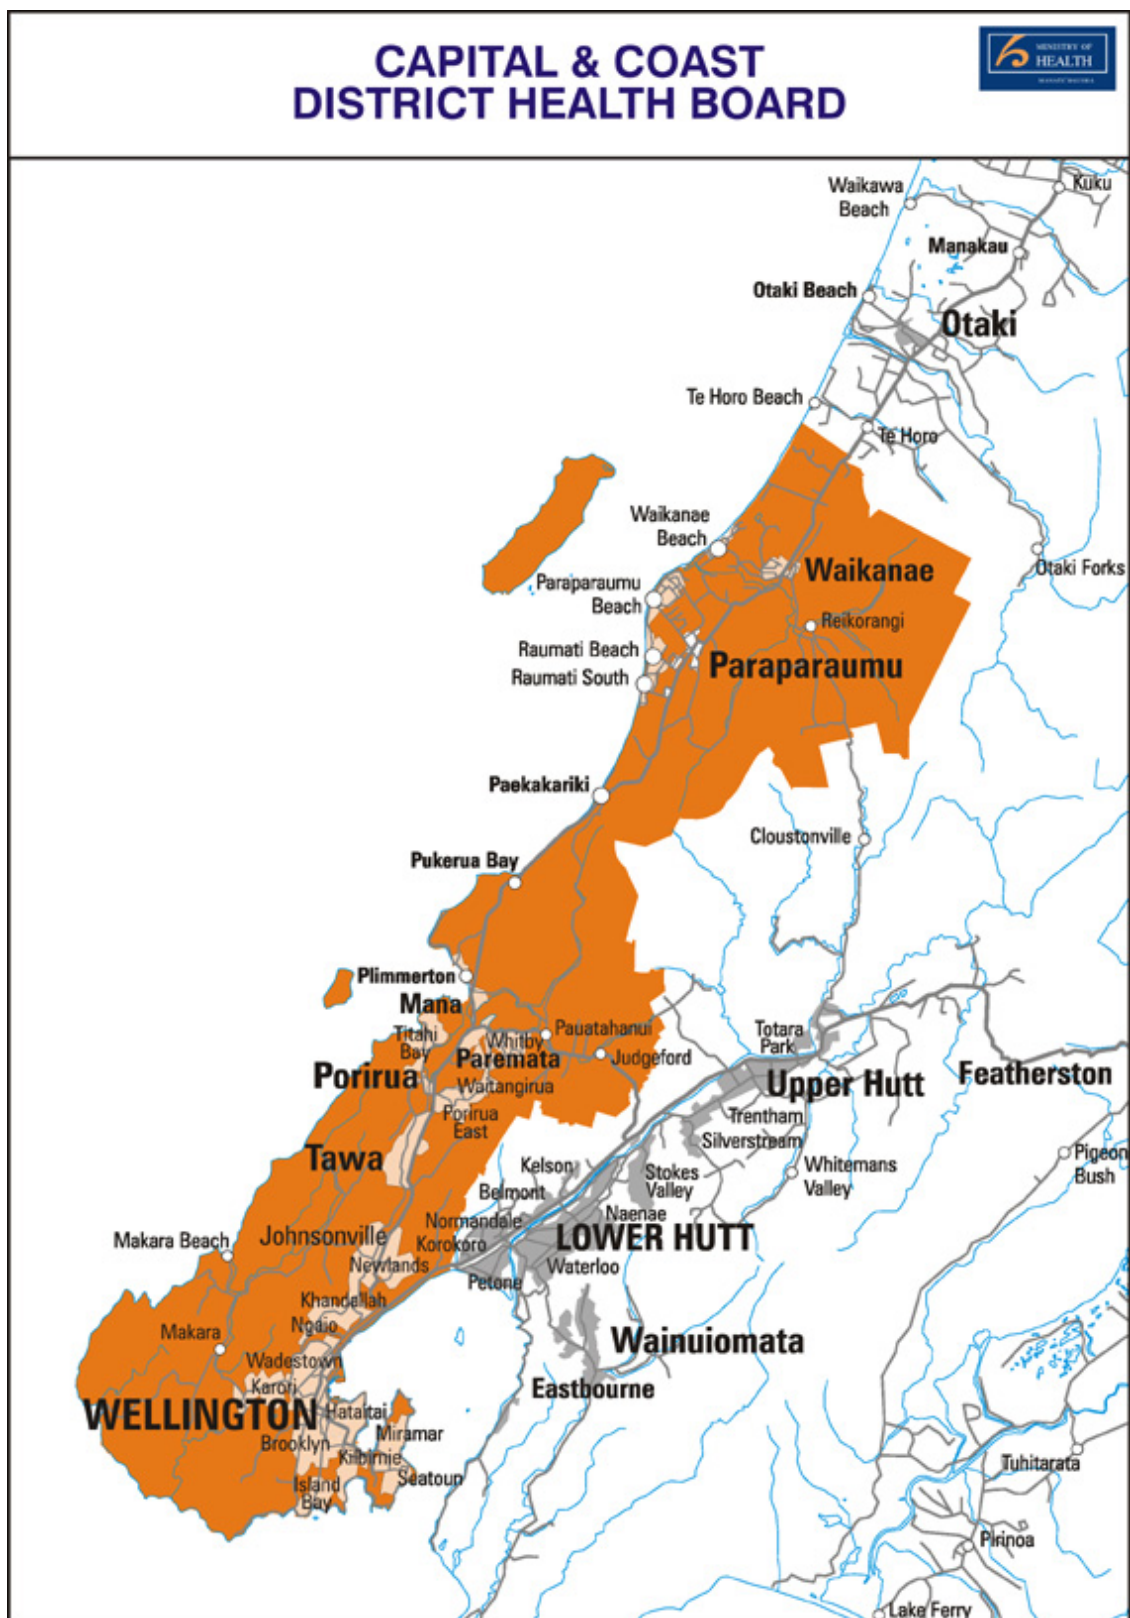 CAPITAL & COAST
DISTRICT HEALTH BOARD
MINISTRY OF
HEALTH
Waikawa
Beach
Kuku
Manakau
Otaki Beach
Otaki
Te Horo Beach
Te Horo
Waikanae
Beach
Otaki Forks
Waikanae
Paraparaumu
Beach
Reikorangi
Raumati Beach
Paraparaumu
Raumati South
Paekakariki
Cloustonville
Pukerua Bay
Plimmerton
Mana
Titahi
Bay
Whitby
Pauatahanui
Totara
Park
Paremata
Judgeford
Porirua
Waitangirua
Upper Hutt
Featherston
Porirua
East
Trentham
Silverstream
Tawa
Kelson
Stokes
Valley
Whitemans
Valley
Pigeon
Bush
Belmont
Normandale
Naenae
Johnsonville
Korokoro
LOWER HUTT
Makara Beach
Newlands
Petone
Waterloo
Khandallah
Ngaio
Makara
Wainuiomata
Wadestown
Karori
Eastbourne
WELLINGTON
Hataitai
Miramar
Brooklyn
Kilbirnie
Seatoun
Island
Bay
Tuhitarata
Pirinoa
Lake Ferry